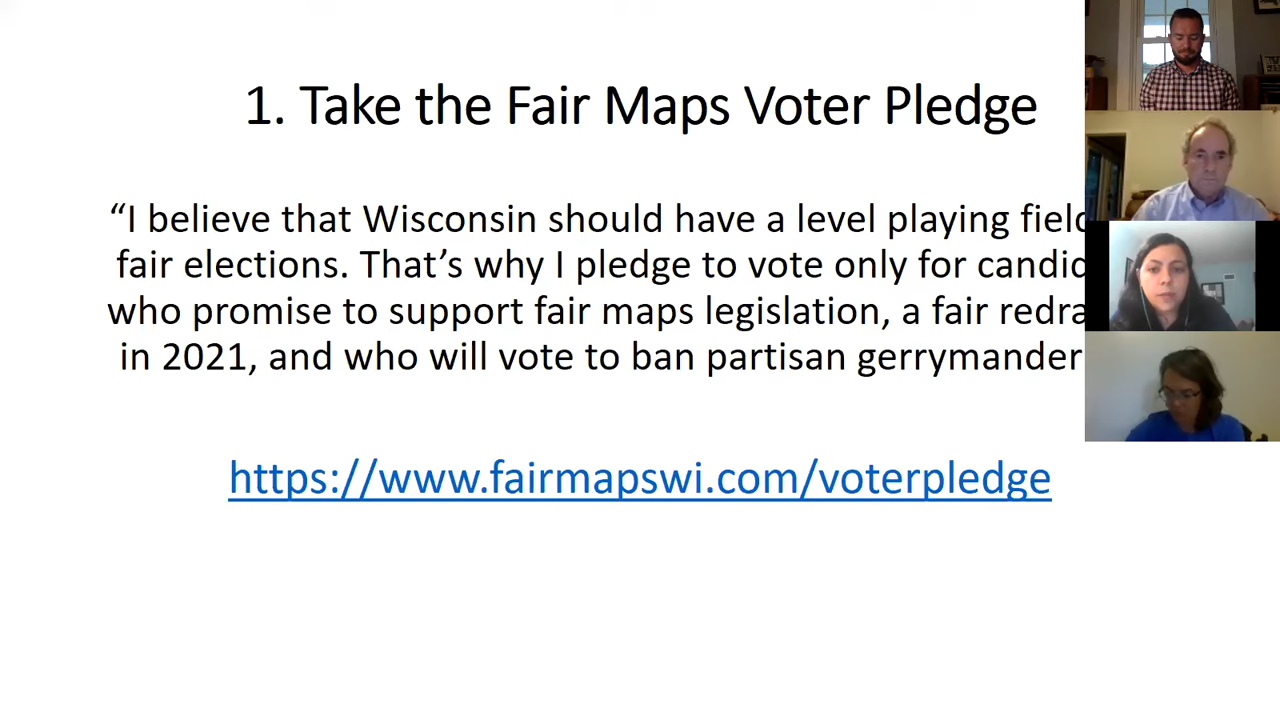 1. Take the Fair Maps Voter Pledge
“I believe that Wisconsin should have a level playing field
fair elections. That’s why I pledge to vote only for
who promise to support fair maps legislation, a fair
in 2021, and who will vote to ban partisan
https://www.fairmapswi.com/voterpledge